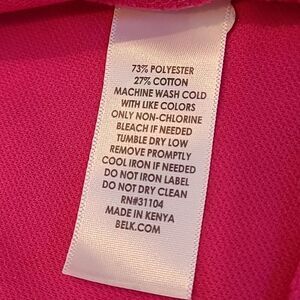 73% POLYESTER
27% COTTON
MACHINE WASH COLD
WITH LIKE COLORS
ONLY NON-CHLORINE
BLEACH IF NEEDED
TUMBLE DRY LOW
REMOVE PROMPTLY
COOL IRON IF NEEDED
DO NOT IRON LABEL
DO NOT DRY CLEAN
RN#31104
MADE IN KENYA
BELK.COM